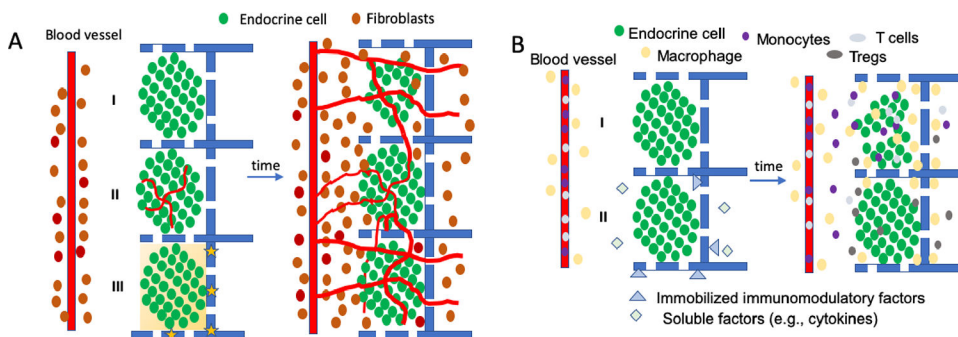 A
Endocrine cell
Fibroblasts
Blood vessel
I
II
III
time
B
Endocrine cell
Monocytes
T cells
Macrophage
Tregs
Blood vessel
I
II
time
Immobilized immunomodulatory factors
Soluble factors (e.g., cytokines)